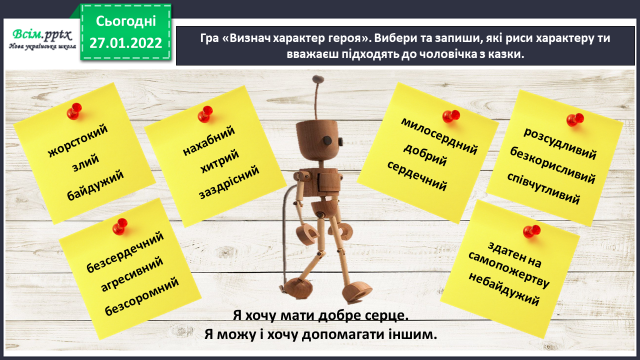 Всім.pptx
Нова українська школа
Сьогодні
27.01.2022
Гра «Визнач характер героя». Вибери та запиши, які риси характеру ти
вважаєш підходять до чоловічка з казки.
жорстокий
злий
байдужий
нахабний
хитрий
заздрісний
милосердний
добрий
сердечний
розсудливий
безкорисливий
співчутливий
безсердечний
агресивний
безсоромний
здатен на
самопожертву
небайдужий
Я хочу мати добре серце.
Я можу і хочу допомагати іншим.